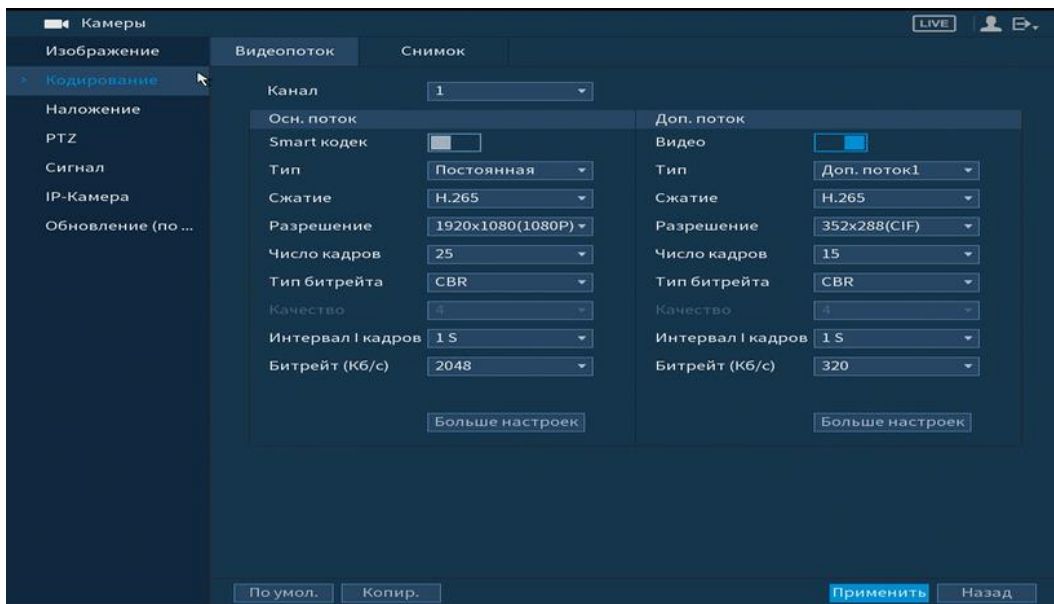 Камеры LIVE
Изображение
Кодирование
Наложение
PTZ
Сигнал
IP-Камера
Обновление (по ...
Видеопоток Снимок
Канал 1
Осн. поток
Smart кодек
Тип Постоянная
Сжатие H.265
Разрешение 1920x1080(1080P)
Число кадров 25
Тип битрейта CBR
Качество 4
Интервал I кадров 1 S
Битрейт (Кб/с) 2048
Больше настроек
Доп. поток
Видео
Тип Доп. поток1
Сжатие H.265
Разрешение 352x288(CIF)
Число кадров 15
Тип битрейта CBR
Качество 4
Интервал I кадров 1 S
Битрейт (Кб/с) 320
Больше настроек
По умол. Копир. Применить Назад